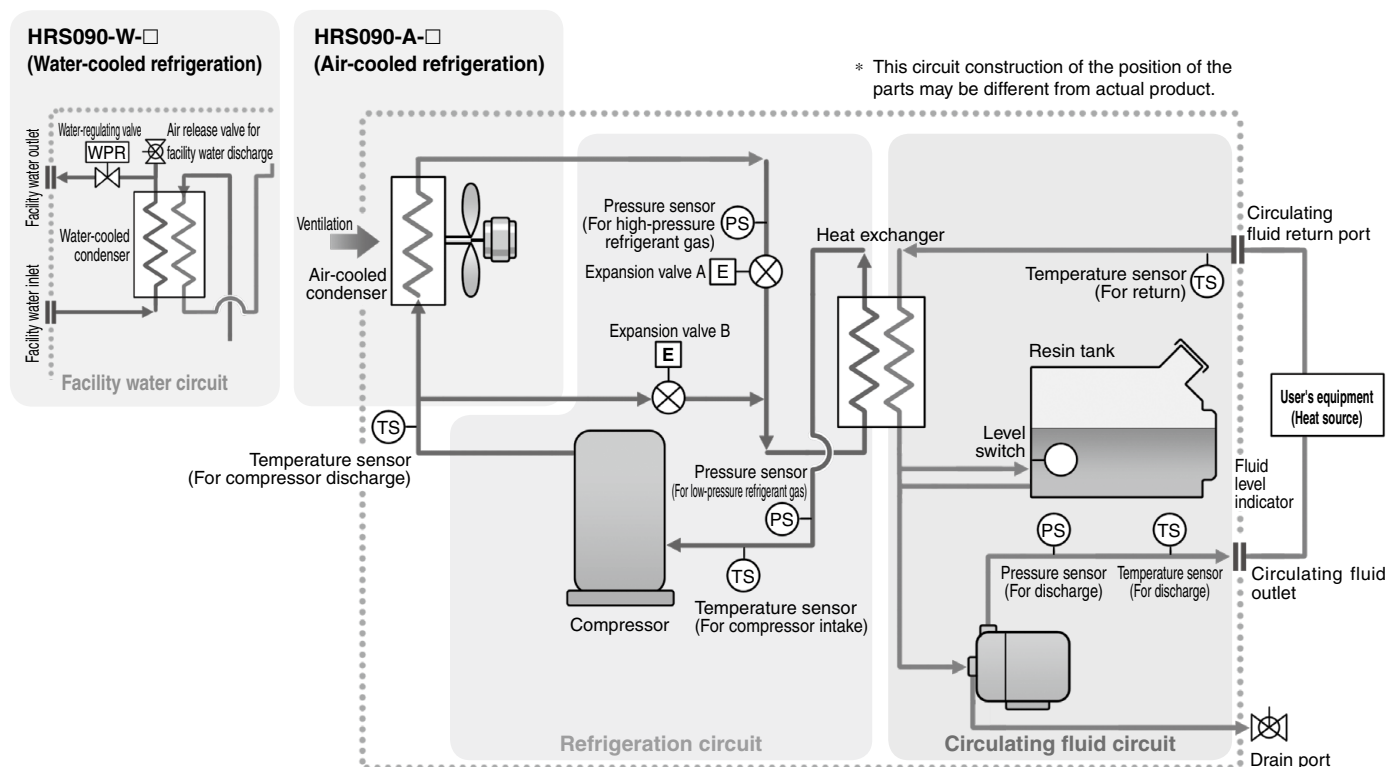 HRS090-W-□
(Water-cooled refrigeration)
HRS090-A-□
(Air-cooled refrigeration)
* This circuit construction of the position of the
parts may be different from actual product.
Facility water outlet
Water-regulating valve
WPR
Air release valve for
facility water discharge
Water-cooled
condenser
Facility water inlet
Facility water circuit
Ventilation
Air-cooled
condenser
Pressure sensor
(For high-pressure
refrigerant gas)
PS
Expansion valve A
E
Expansion valve B
E
Heat exchanger
TS
Temperature sensor
(For compressor discharge)
Pressure sensor
(For low-pressure refrigerant gas)
PS
TS
Temperature sensor
(For compressor intake)
Compressor
Refrigeration circuit
Circulating
fluid return port
Temperature sensor
(For return)
TS
Resin tank
Level
switch
User's equipment
(Heat source)
Fluid
level
indicator
PS
Pressure sensor
(For discharge)
TS
Temperature sensor
(For discharge)
Circulating fluid
outlet
Circulating fluid circuit
Drain port